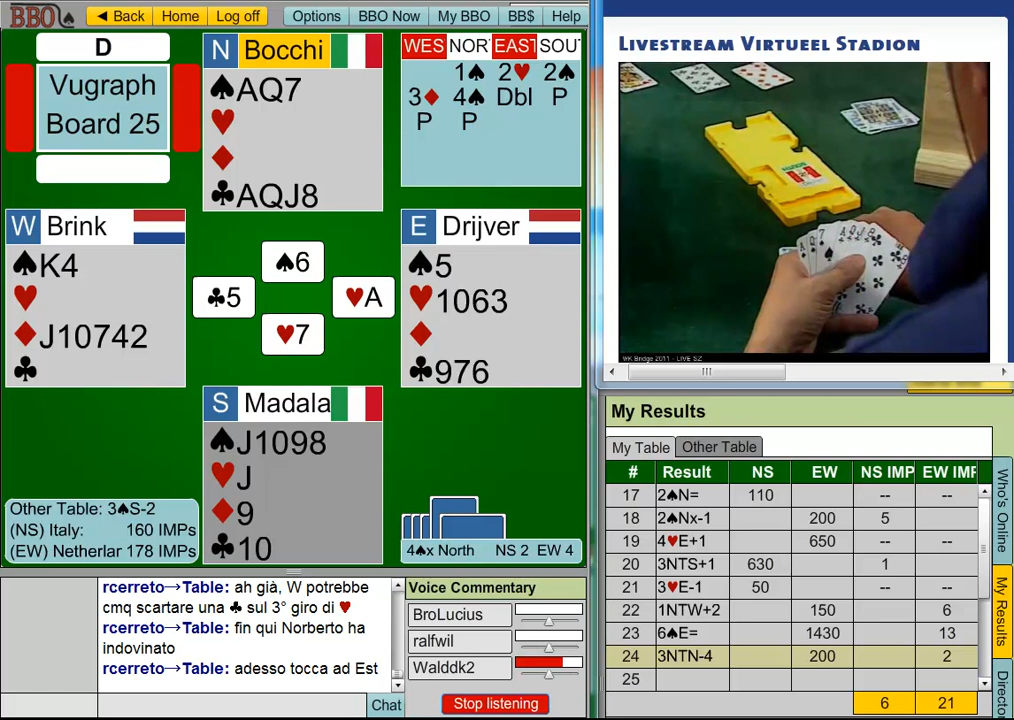 BBO
◄ Back
Home
Log off
Options
BBO Now
My BBO
BB$
Help
D
Vugraph
Board 25
N Bocchi
♠AQ7
♥
♦
♣AQJ8
WES NOR EAST SOU
1♠ 2♥ 2♠
3♦ 4♠ Dbl P
P P
W Brink
♠K4
♥
♦J10742
♣
♠6
♣5
♥A
♥7
E Drijver
♠5
♥1063
♦
♣976
S Madala
♠J1098
♥J
♦9
♣10
Other Table: 3♠S-2
(NS) Italy: 160 IMPs
(EW) Netherlar 178 IMPs
4♠x North NS 2 EW 4
rcerreto→Table: ah già, W potrebbe
cmq scartare una ♣ sul 3° giro di ♥
rcerreto→Table: fin qui Norberto ha
indovinato
rcerreto→Table: adesso tocca ad Est
Chat
Voice Commentary
BroLucius
ralfwil
Walddk2
Stop listening
Livestream Virtueel Stadion
WK Bridge 2011 - LIVE SZ
My Results
My Table Other Table
# Result NS EW NS IMP EW IMF
17 2♠N= 110 -- --
18 2♠Nx-1 200 5
19 4♥E+1 650 -- --
20 3NTS+1 630 1
21 3♥E-1 50 -- --
22 1NTW+2 150 6
23 6♠E= 1430 13
24 3NTN-4 200 2
25
6 21
Who's Online
My Results
Director